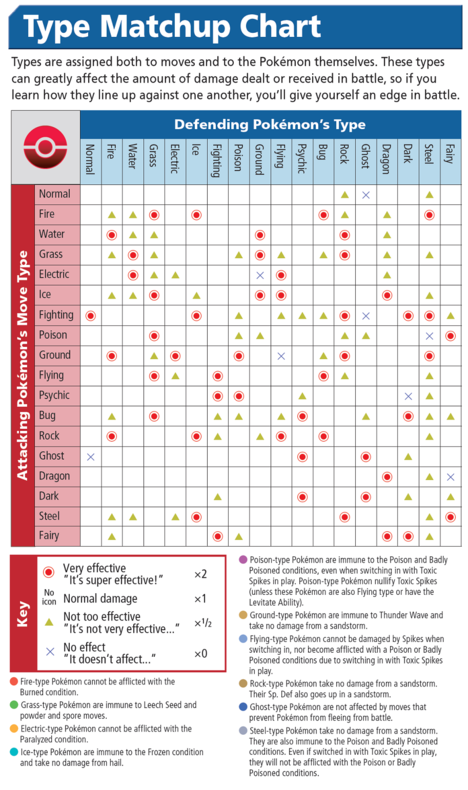 Type Matchup Chart
Types are assigned both to moves and to the Pokémon themselves. These types
can greatly affect the amount of damage dealt or received in battle, so if you
learn how they line up against one another, you'll give yourself an edge in battle.
Defending Pokémon's Type
Normal
Fire
Water
Grass
Electric
Ice
Fighting
Poison
Ground
Flying
Psychic
Bug
Rock
Ghost
Dragon
Dark
Steel
Fairy
Attacking Pokémon's Move Type
Normal
Fire
Water
Grass
Electric
Ice
Fighting
Poison
Ground
Flying
Psychic
Bug
Rock
Ghost
Dragon
Dark
Steel
Fairy
Key
Very effective
"It's super effective!"
×2
No
icon
Normal damage
×1
Not too effective
"It's not very effective..."
×1/2
No effect
"It doesn't affect..."
×0
Fire-type Pokémon cannot be afflicted with the
Burned condition.
Grass-type Pokémon are immune to Leech Seed and
powder and spore moves.
Electric-type Pokémon cannot be afflicted with the
Paralyzed condition.
Ice-type Pokémon are immune to the Frozen condition
and take no damage from hail.
Poison-type Pokémon are immune to the Poison and Badly
Poisoned conditions, even when switching in with Toxic
Spikes in play. Poison-type Pokémon nullify Toxic Spikes
(unless these Pokémon are also Flying type or have the
Levitate Ability).
Ground-type Pokémon are immune to Thunder Wave and
take no damage from a sandstorm.
Flying-type Pokémon cannot be damaged by Spikes when
switching in, nor become afflicted with a Poison or Badly
Poisoned condition due to switching in with Toxic Spikes
in play.
Rock-type Pokémon take no damage from a sandstorm.
Their Sp. Def also goes up in a sandstorm.
Ghost-type Pokémon are not affected by moves that
prevent Pokémon from fleeing from battle.
Steel-type Pokémon take no damage from a sandstorm.
They are also immune to the Poison and Badly Poisoned
conditions. Even if switched in with Toxic Spikes in play,
they will not be afflicted with the Poison or Badly
Poisoned conditions.